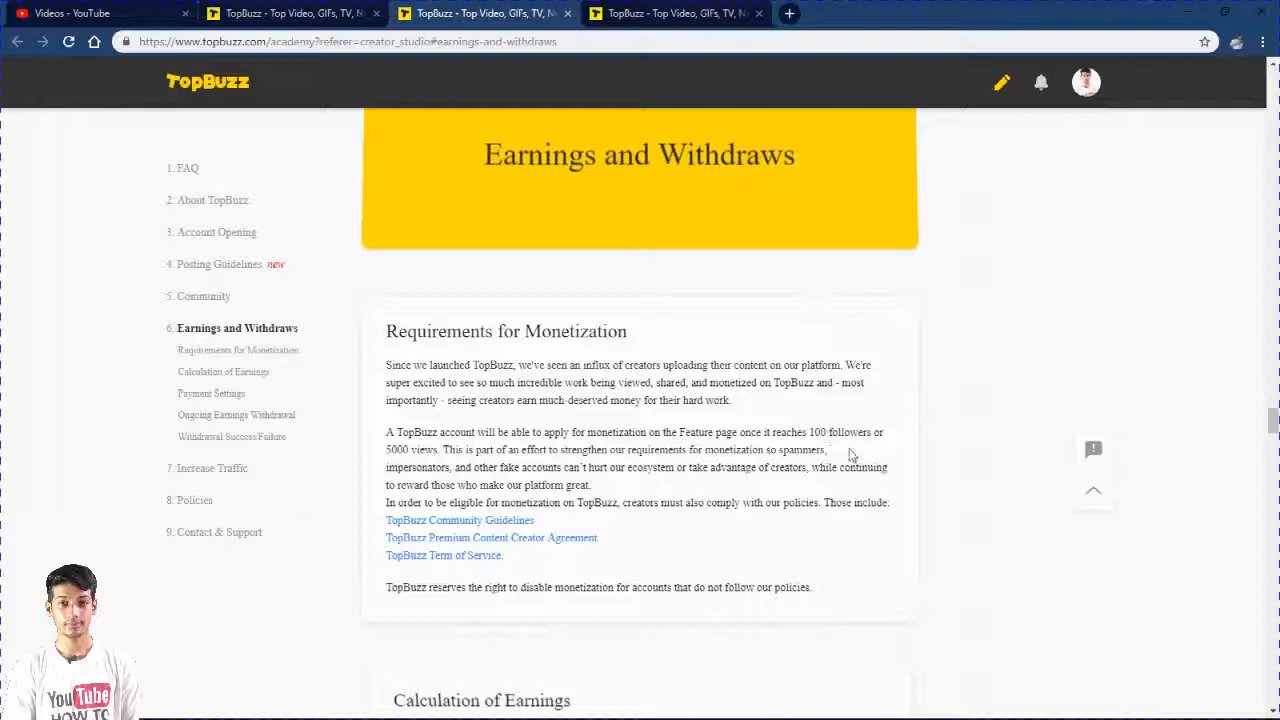 Videos - YouTube
TopBuzz - Top Video, GIFs, TV, N
TopBuzz - Top Video, GIFs, TV, N
TopBuzz - Top Video, GIFs, TV, N
https://www.topbuzz.com/academy?referer=creator_studio#earnings-and-withdraws
TopBuzz
Earnings and Withdraws
1. FAQ
2. About TopBuzz
3. Account Opening
4. Posting Guidelines new
5. Community
6. Earnings and Withdraws
Requirements for Monetization
Calculation of Earnings
Payment Settings
Ongoing Earnings Withdrawal
Withdrawal Success/Failure
7. Increase Traffic
8. Policies
9. Contact & Support
Requirements for Monetization
Since we launched TopBuzz, we've seen an influx of creators uploading their content on our platform. We're
super excited to see so much incredible work being viewed, shared, and monetized on TopBuzz and - most
importantly - seeing creators earn much-deserved money for their hard work.
A TopBuzz account will be able to apply for monetization on the Feature page once it reaches 100 followers or
5000 views. This is part of an effort to strengthen our requirements for monetization so spammers,
impersonators, and other fake accounts can't hurt our ecosystem or take advantage of creators, while continuing
to reward those who make our platform great.
In order to be eligible for monetization on TopBuzz, creators must also comply with our policies. Those include:
TopBuzz Community Guidelines
TopBuzz Premium Content Creator Agreement
TopBuzz Term of Service.
TopBuzz reserves the right to disable monetization for accounts that do not follow our policies.
Calculation of Earnings
YouTube
HOW TO